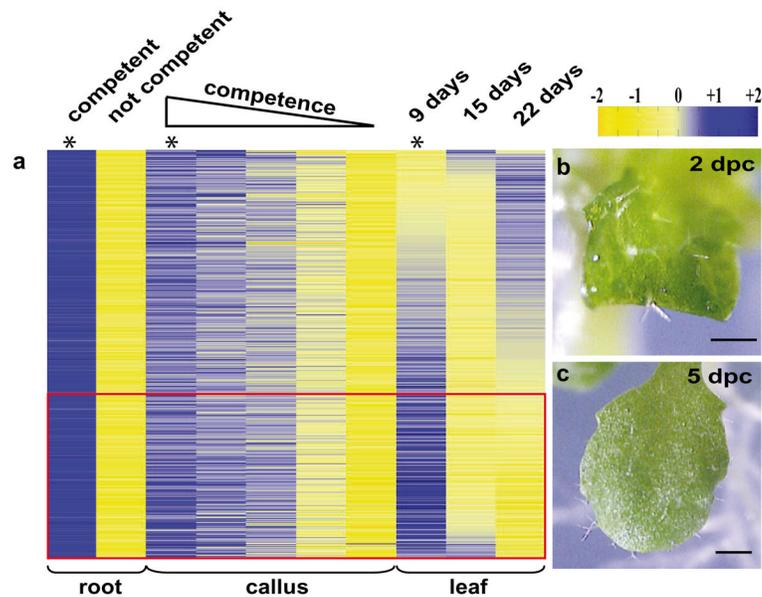 competent
not competent
competence
9 days
15 days
22 days
-2 -1 0 +1 +2
* * *
a
b 2 dpc
c 5 dpc
root callus leaf